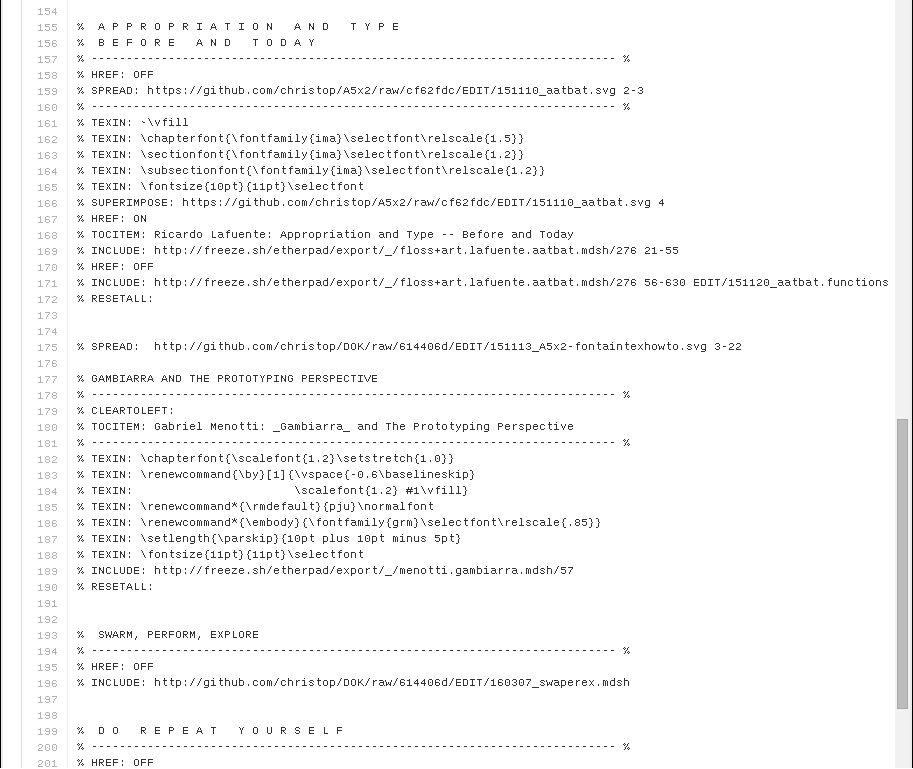 154
155 %  A P P R O P R I A T I O N   A N D   T Y P E
156 %  B E F O R E   A N D   T O D A Y
157 % --------------------------------------------------------------------------- %
158 % HREF: OFF
159 % SPREAD: https://github.com/christop/A5x2/raw/cf62fdc/EDIT/151110_aatbat.svg 2-3
160 % --------------------------------------------------------------------------- %
161 % TEXIN: ~\vfill
162 % TEXIN: \chapterfont{\fontfamily{ima}\selectfont\relscale{1.5}}
163 % TEXIN: \sectionfont{\fontfamily{ima}\selectfont\relscale{1.2}}
164 % TEXIN: \subsectionfont{\fontfamily{ima}\selectfont\relscale{1.2}}
165 % TEXIN: \fontsize{10pt}{11pt}\selectfont
166 % SUPERIMPOSE: https://github.com/christop/A5x2/raw/cf62fdc/EDIT/151110_aatbat.svg 4
167 % HREF: ON
168 % TOCITEM: Ricardo Lafuente: Appropriation and Type -- Before and Today
169 % INCLUDE: http://freeze.sh/etherpad/export/_/floss+art.lafuente.aatbat.mdsh/276 21-55
170 % HREF: OFF
171 % INCLUDE: http://freeze.sh/etherpad/export/_/floss+art.lafuente.aatbat.mdsh/276 56-630 EDIT/151120_aatbat.functions
172 % RESETALL:
173
174
175 % SPREAD:  http://github.com/christop/DOK/raw/614406d/EDIT/151113_A5x2-fontaintexhowto.svg 3-22
176
177 % GAMBIARRA AND THE PROTOTYPING PERSPECTIVE
178 % --------------------------------------------------------------------------- %
179 % CLEARTOLEFT:
180 % TOCITEM: Gabriel Menotti: _Gambiarra_ and The Prototyping Perspective
181 % --------------------------------------------------------------------------- %
182 % TEXIN: \chapterfont{\scalefont{1.2}\setstretch{1.0}}
183 % TEXIN: \renewcommand{\by}[1]{\vspace{-0.6\baselineskip}
184 % TEXIN:                       \scalefont{1.2} #1\vfill}
185 % TEXIN: \renewcommand*{\rmdefault}{pju}\normalfont
186 % TEXIN: \renewcommand*{\embody}{\fontfamily{grm}\selectfont\relscale{.85}}
187 % TEXIN: \setlength{\parskip}{10pt plus 10pt minus 5pt}
188 % TEXIN: \fontsize{11pt}{11pt}\selectfont
189 % INCLUDE: http://freeze.sh/etherpad/export/_/menotti.gambiarra.mdsh/57
190 % RESETALL:
191
192
193 %  SWARM, PERFORM, EXPLORE
194 % --------------------------------------------------------------------------- %
195 % HREF: OFF
196 % INCLUDE: http://github.com/christop/DOK/raw/614406d/EDIT/160307_swaperex.mdsh
197
198
199 %  D O   R E P E A T   Y O U R S E L F
200 % --------------------------------------------------------------------------- %
201 % HREF: OFF